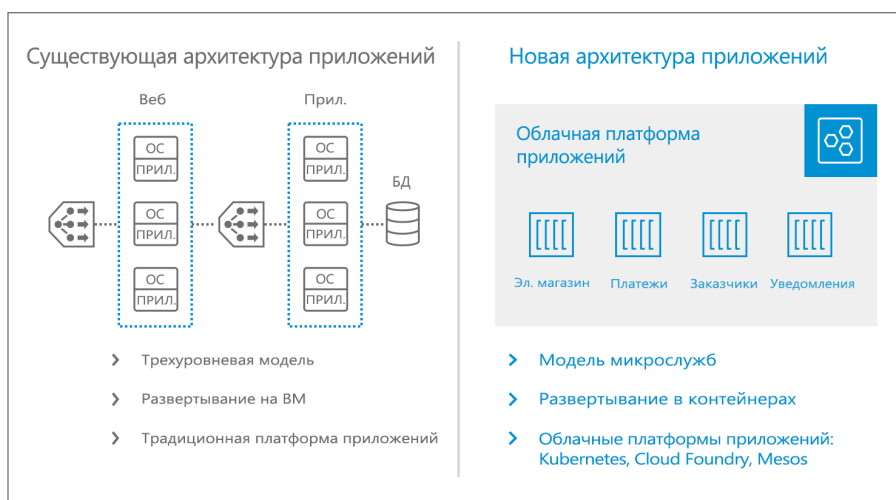 Существующая архитектура приложений
Веб
Прил.
ОС
ПРИЛ.
ОС
ПРИЛ.
БД
ОС
ПРИЛ.
ОС
ПРИЛ.
ОС
ПРИЛ.
ОС
ПРИЛ.
Трехуровневая модель
Развертывание на ВМ
Традиционная платформа приложений
Новая архитектура приложений
Облачная платформа
приложений
Эл. магазин
Платежи
Заказчики
Уведомления
Модель микрослужб
Развертывание в контейнерах
Облачные платформы приложений:
Kubernetes, Cloud Foundry, Mesos